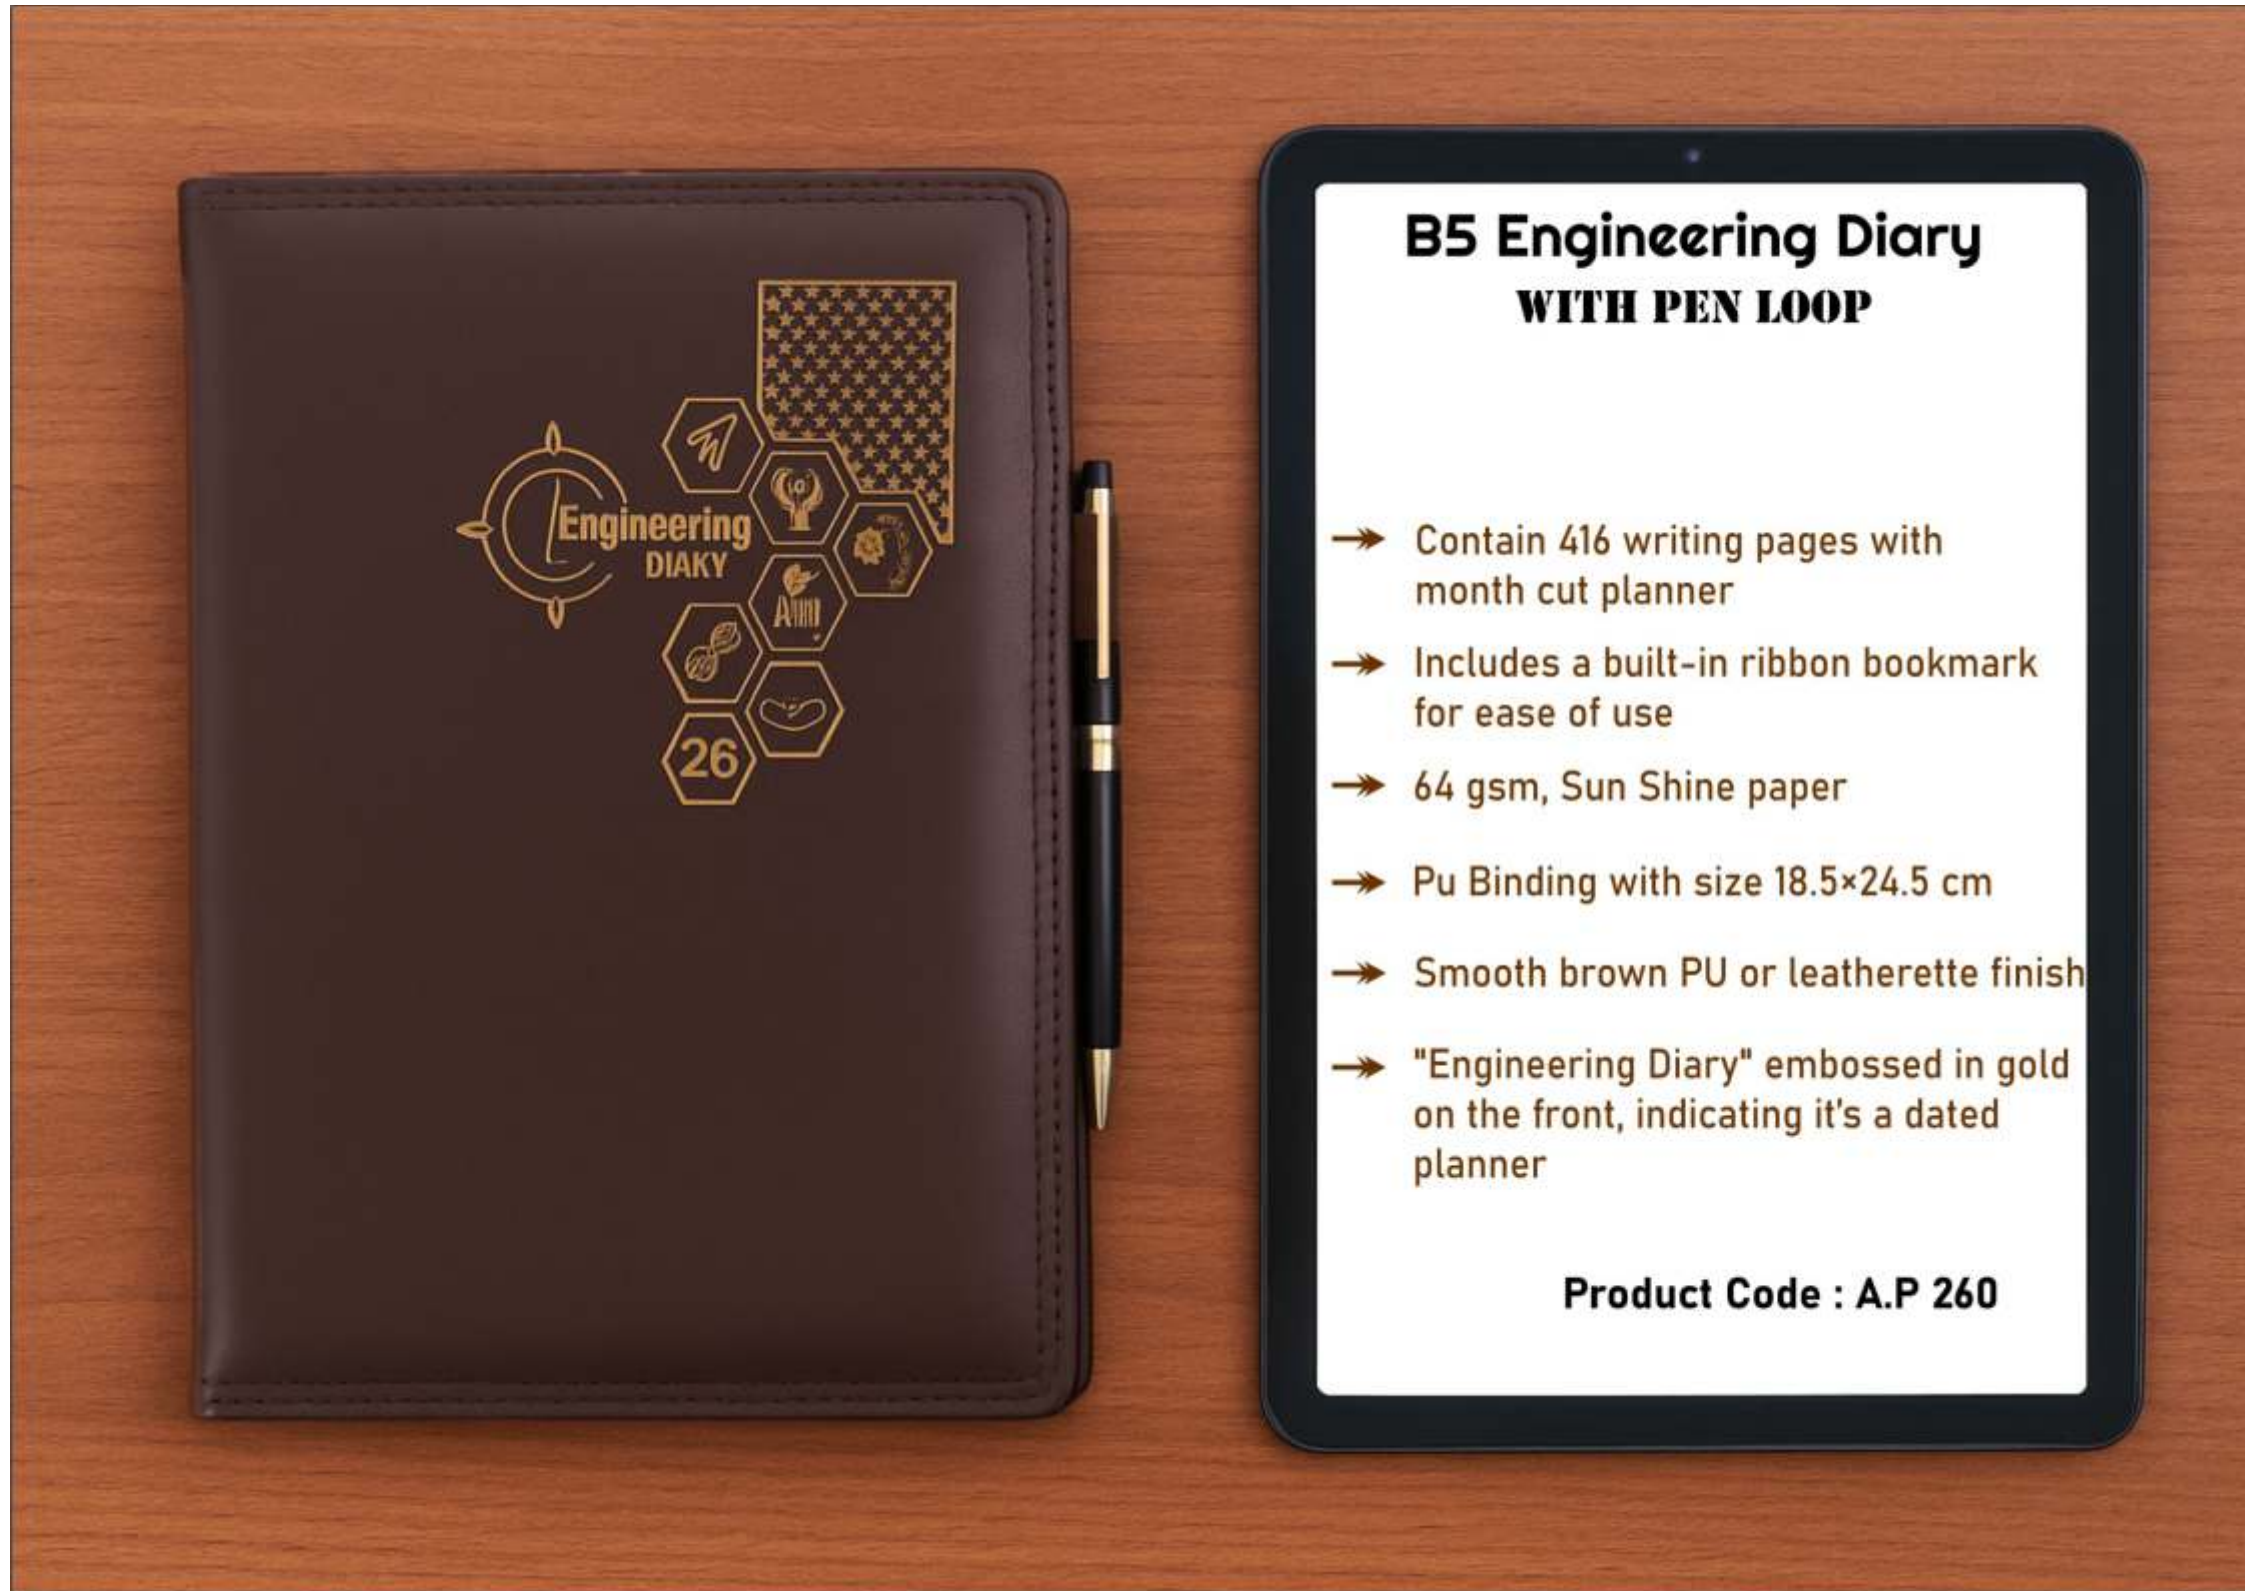 Engineering
DIAKY
26
B5 Engineering Diary
WITH PEN LOOP
Contain 416 writing pages with
month cut planner
Includes a built-in ribbon bookmark
for ease of use
64 gsm, Sun Shine paper
Pu Binding with size 18.5×24.5 cm
Smooth brown PU or leatherette finish
"Engineering Diary" embossed in gold
on the front, indicating it's a dated
planner
Product Code : A.P 260